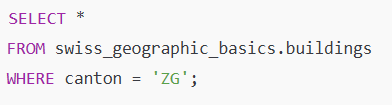 SELECT *
FROM swiss_geographic_basics.buildings
WHERE canton = 'ZG';